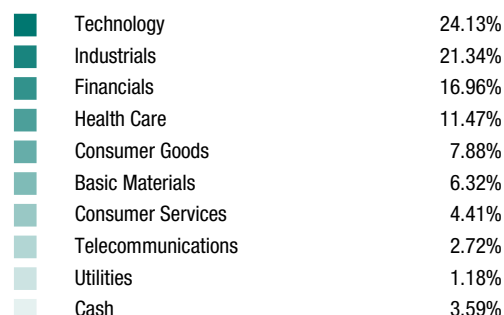 Technology 24.13%
Industrials 21.34%
Financials 16.96%
Health Care 11.47%
Consumer Goods 7.88%
Basic Materials 6.32%
Consumer Services 4.41%
Telecommunications 2.72%
Utilities 1.18%
Cash 3.59%